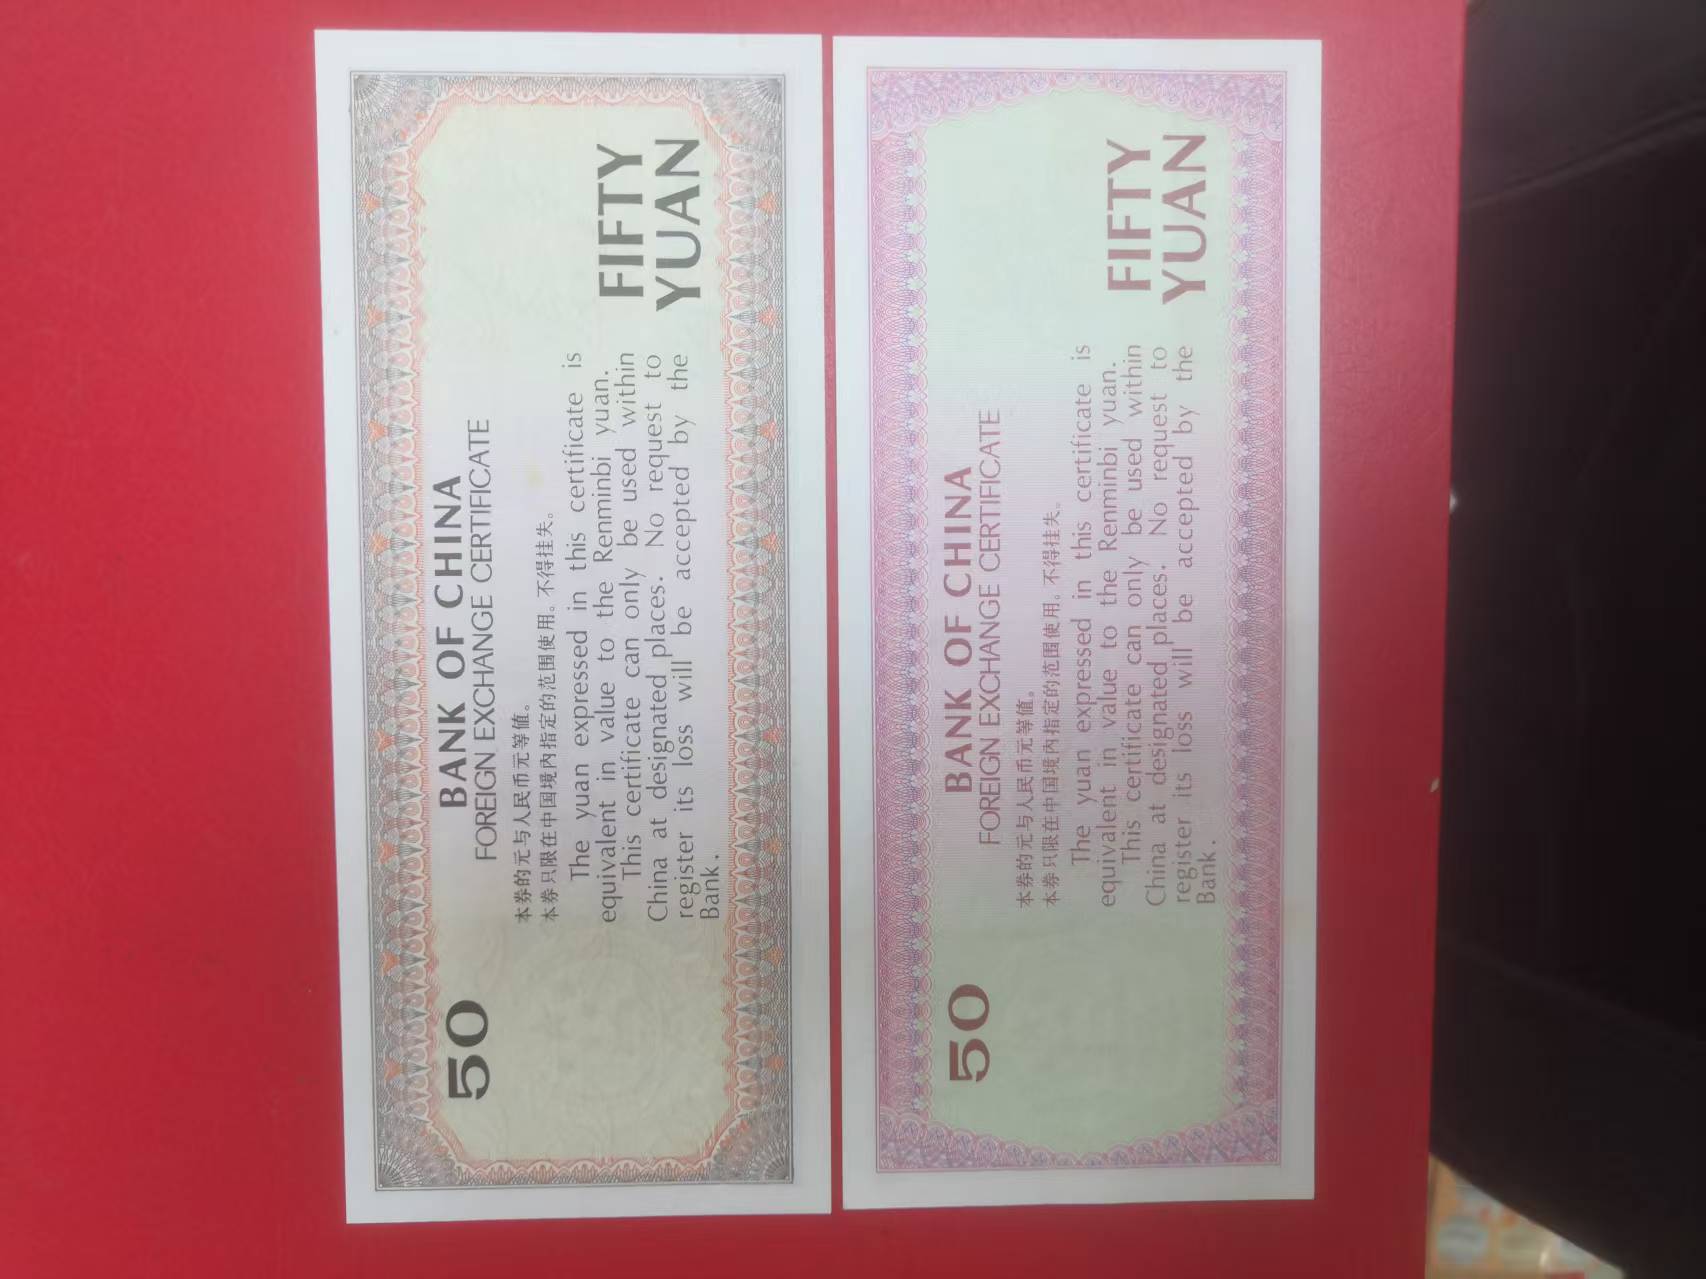 BANK OF CHINA
FOREIGN EXCHANGE CERTIFICATE
50
本券的元与人民币元等值。
本券只限在中国境内指定的范围使用。不得挂失。
The yuan expressed in this certificate is
equivalent in value to the Renminbi yuan.
This certificate can only be used within
China at designated places. No request to
register its loss will be accepted by the
Bank.
FIFTY
YUAN
BANK OF CHINA
FOREIGN EXCHANGE CERTIFICATE
50
本券的元与人民币元等值。
本券只限在中国境内指定的范围使用。不得挂失。
The yuan expressed in this certificate is
equivalent in value to the Renminbi yuan.
This certificate can only be used within
China at designated places. No request to
register its loss will be accepted by the
Bank.
FIFTY
YUAN